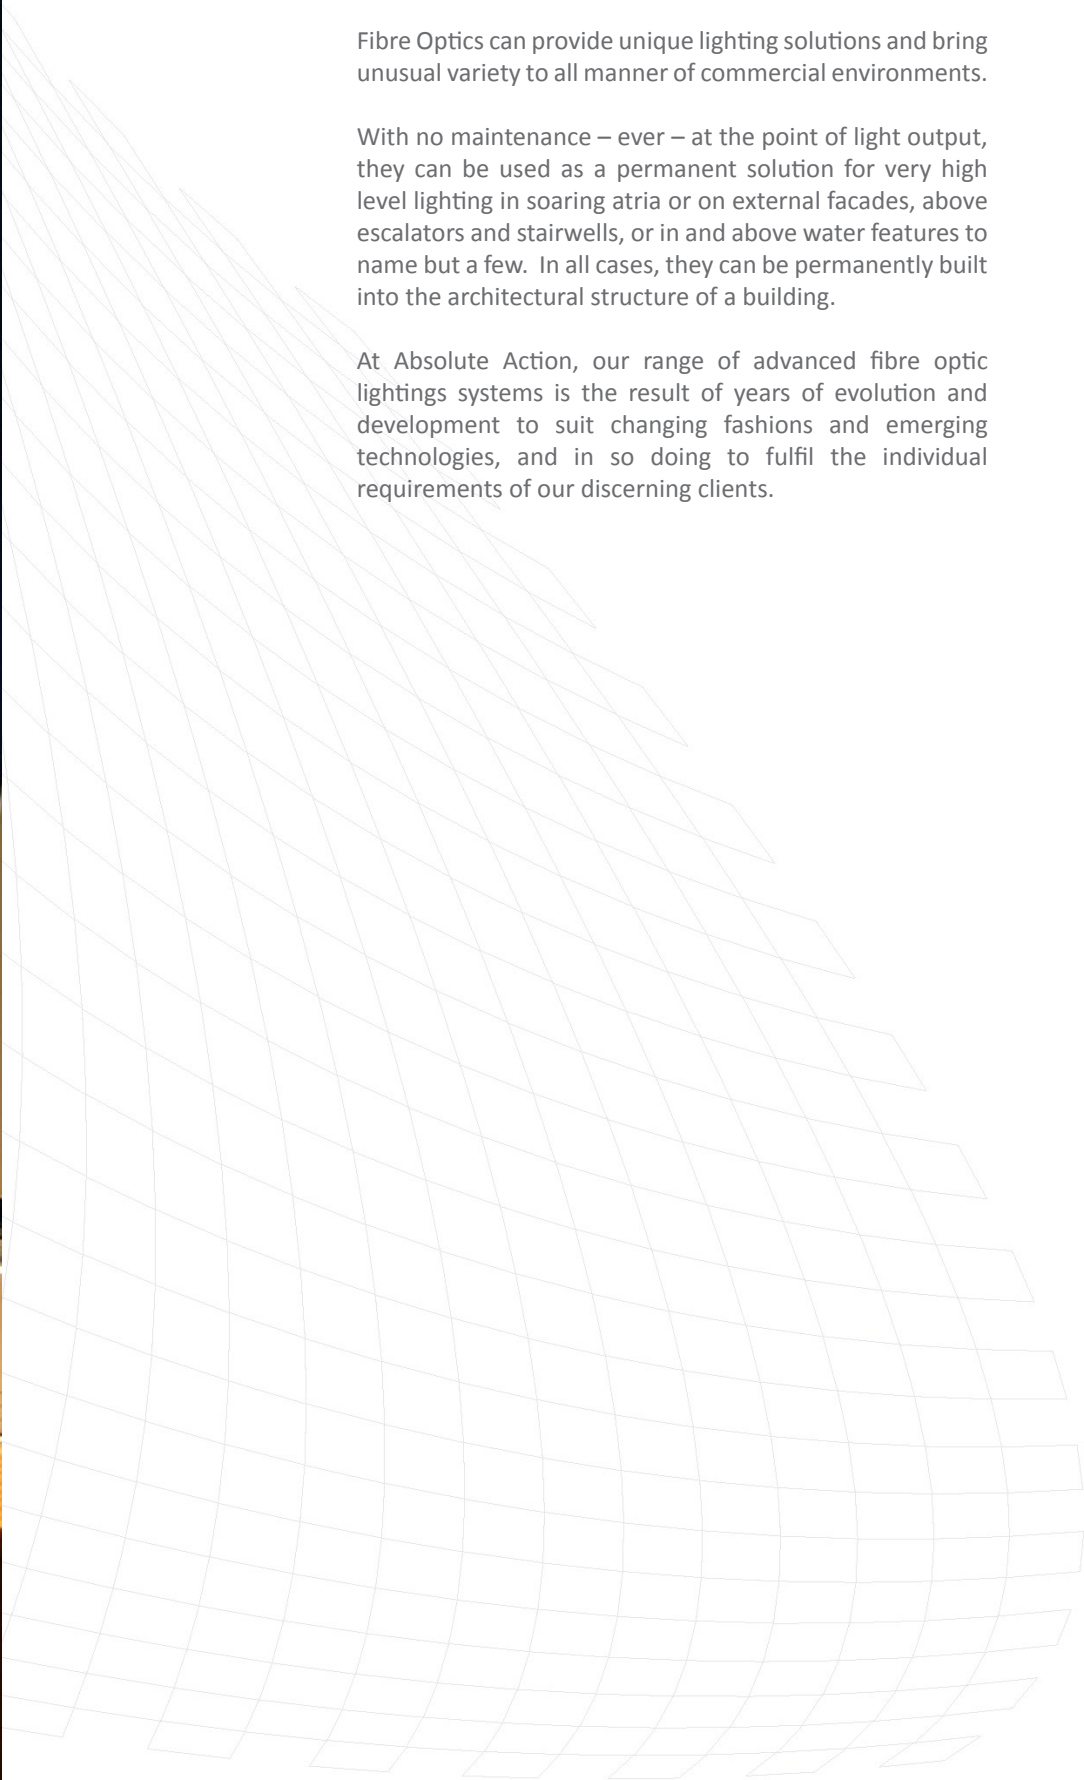 Fibre Optics can provide unique lighting solutions and bring
unusual variety to all manner of commercial environments.
With no maintenance – ever – at the point of light output,
they can be used as a permanent solution for very high
level lighting in soaring atria or on external facades, above
escalators and stairwells, or in and above water features to
name but a few.  In all cases, they can be permanently built
into the architectural structure of a building.
At Absolute Action, our range of advanced fibre optic
lightings systems is the result of years of evolution and
development to suit changing fashions and emerging
technologies, and in so doing to fulfil the individual
requirements of our discerning clients.